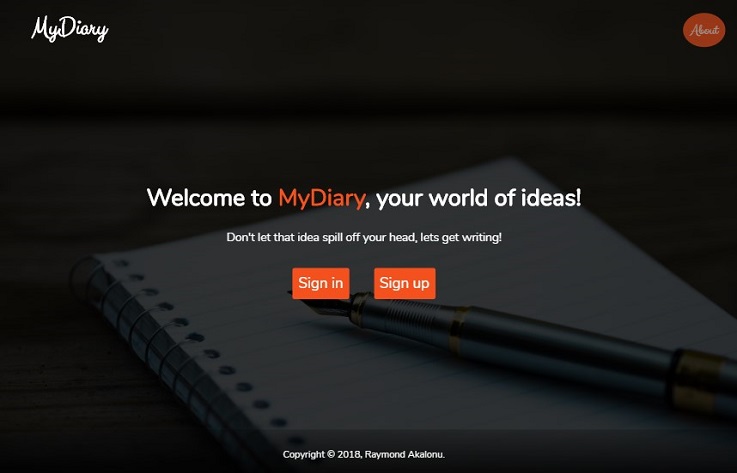 MyDiary
About
Welcome to MyDiary, your world of ideas!
Don't let that idea spill off your head, lets get writing!
Sign in
Sign up
Copyright © 2018, Raymond Akalonu.